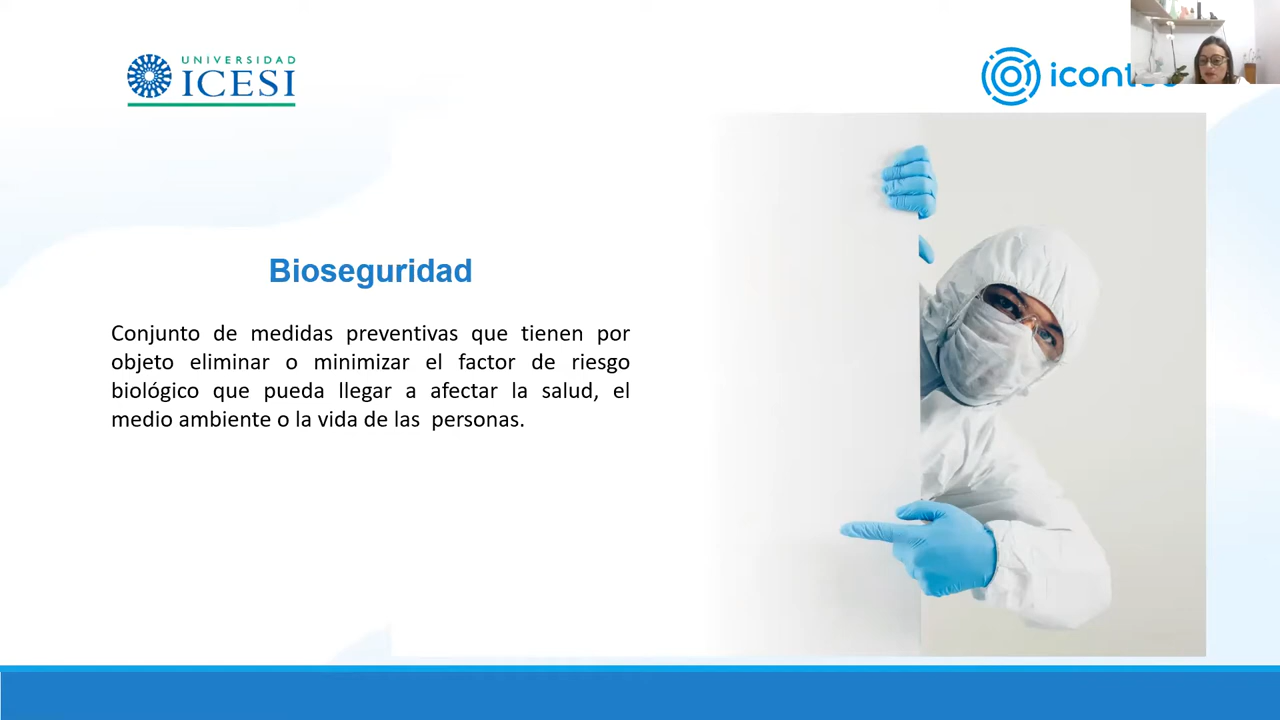 UNIVERSIDAD
ICESI
Bioseguridad
Conjunto de medidas preventivas que tienen por
objeto eliminar o minimizar el factor de riesgo
biológico que pueda llegar a afectar la salud, el
medio ambiente o la vida de las personas.